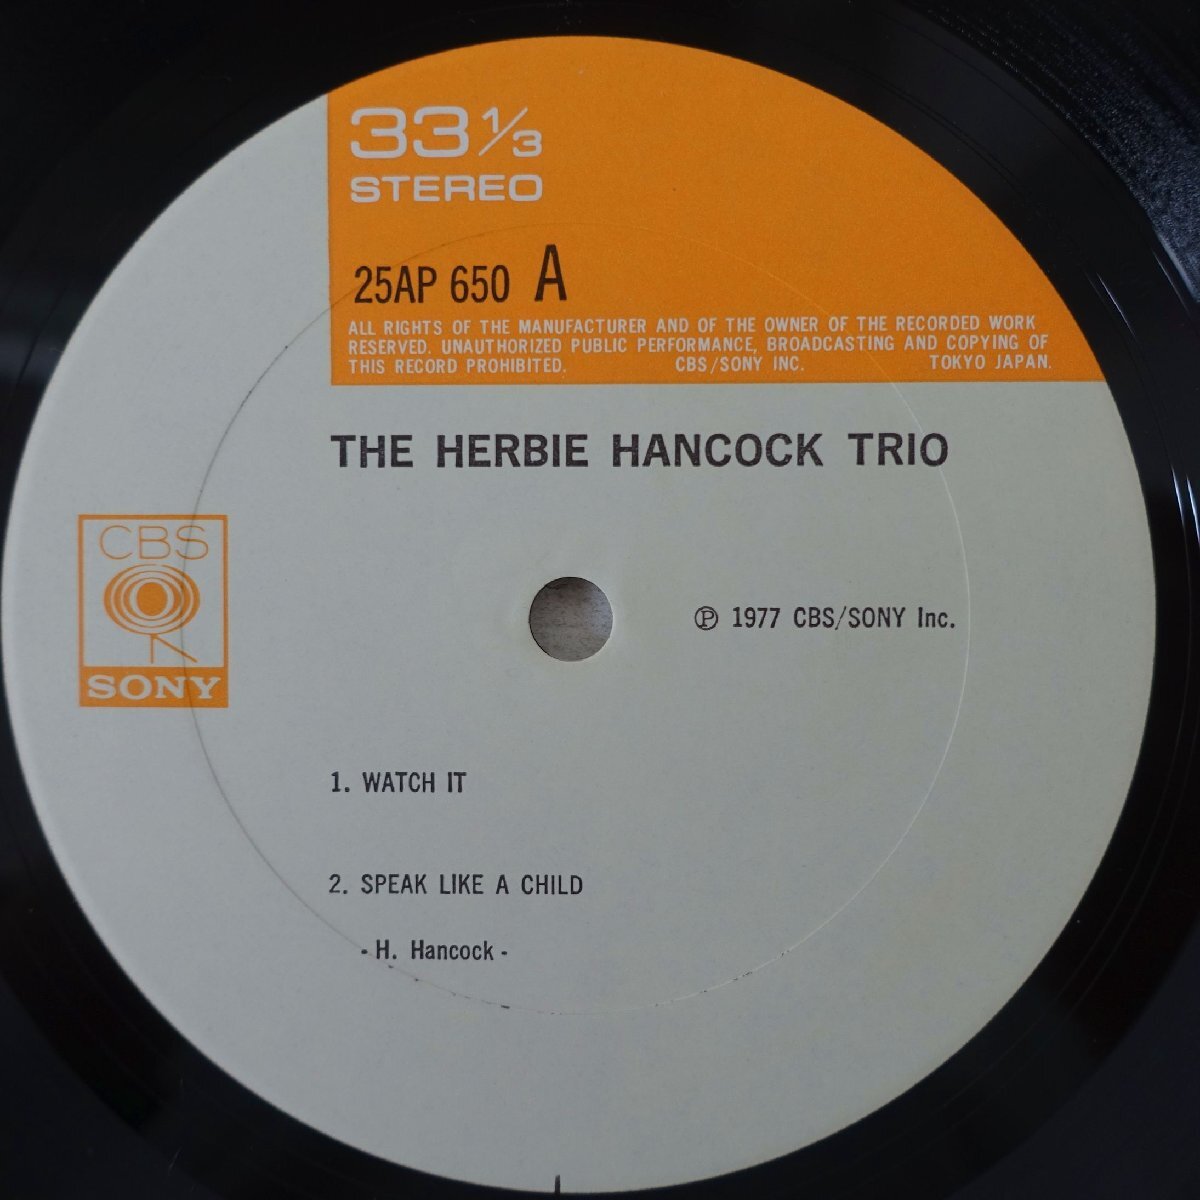 33 1/3
STEREO
25AP 650 A
ALL RIGHTS OF THE MANUFACTURER AND OF THE OWNER OF THE RECORDED WORK
RESERVED. UNAUTHORIZED PUBLIC PERFORMANCE, BROADCASTING AND COPYING OF
THIS RECORD PROHIBITED. CBS/SONY INC. TOKYO JAPAN.
THE HERBIE HANCOCK TRIO
CBS
SONY
℗ 1977 CBS/SONY Inc.
1. WATCH IT
2. SPEAK LIKE A CHILD
- H. Hancock -